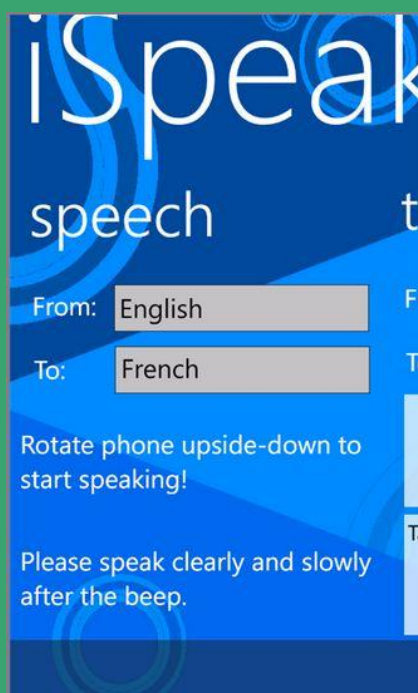 iSpeak
speech
From: English
To: French
Rotate phone upside-down to
start speaking!
Please speak clearly and slowly
after the beep.